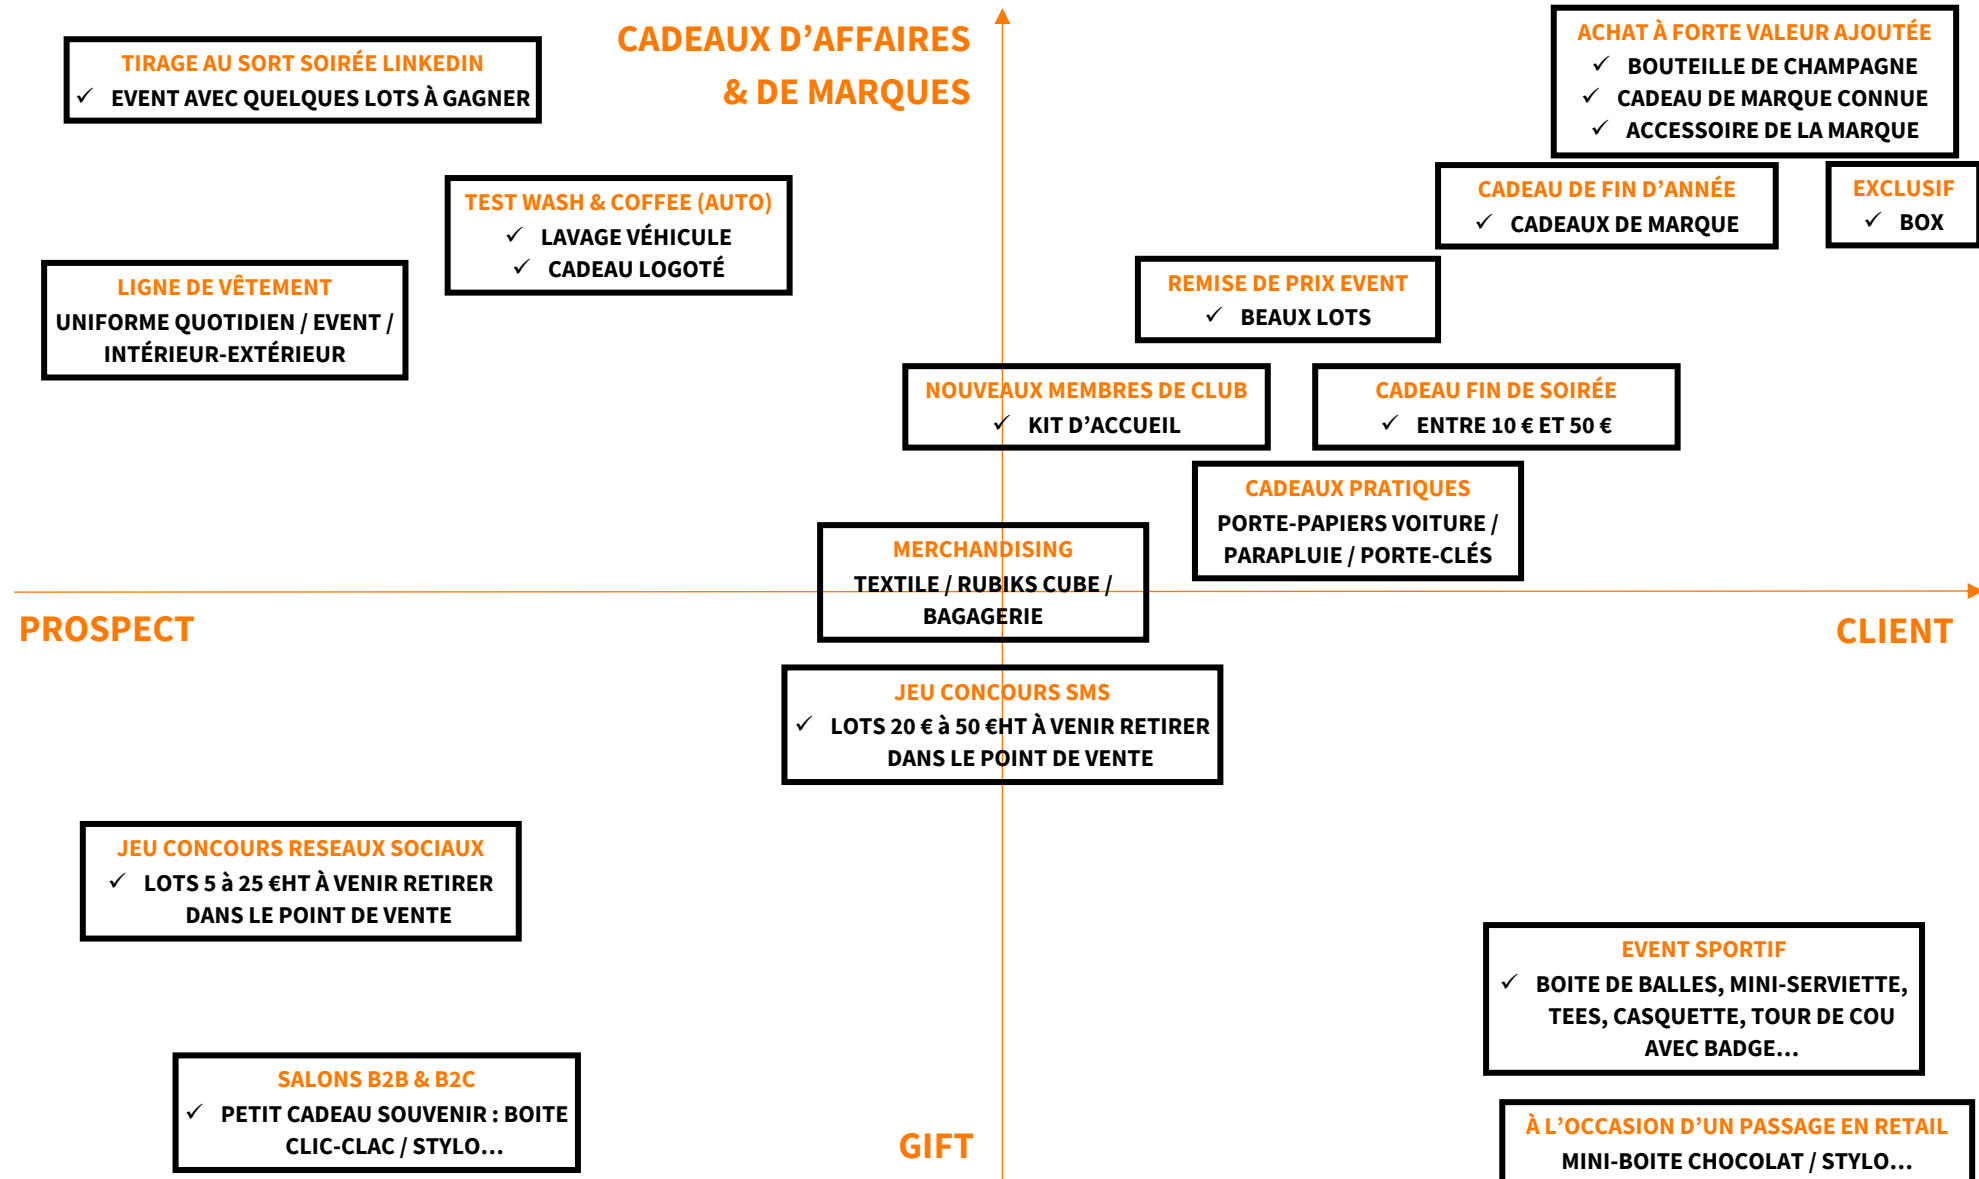 CADEAUX D’AFFAIRES
& DE MARQUES
TIRAGE AU SORT SOIRÉE LINKEDIN
✓ EVENT AVEC QUELQUES LOTS À GAGNER
ACHAT À FORTE VALEUR AJOUTÉE
✓ BOUTEILLE DE CHAMPAGNE
✓ CADEAU DE MARQUE CONNUE
✓ ACCESSOIRE DE LA MARQUE
TEST WASH & COFFEE (AUTO)
✓ LAVAGE VÉHICULE
✓ CADEAU LOGOTÉ
CADEAU DE FIN D’ANNÉE
✓ CADEAUX DE MARQUE
EXCLUSIF
✓ BOX
LIGNE DE VÊTEMENT
UNIFORME QUOTIDIEN / EVENT /
INTÉRIEUR-EXTÉRIEUR
REMISE DE PRIX EVENT
✓ BEAUX LOTS
NOUVEAUX MEMBRES DE CLUB
✓ KIT D’ACCUEIL
CADEAU FIN DE SOIRÉE
✓ ENTRE 10 € ET 50 €
CADEAUX PRATIQUES
PORTE-PAPIERS VOITURE /
PARAPLUIE / PORTE-CLÉS
MERCHANDISING
TEXTILE / RUBIKS CUBE /
BAGAGERIE
PROSPECT
CLIENT
JEU CONCOURS SMS
✓ LOTS 20 € à 50 €HT À VENIR RETIRER
DANS LE POINT DE VENTE
JEU CONCOURS RESEAUX SOCIAUX
✓ LOTS 5 à 25 €HT À VENIR RETIRER
DANS LE POINT DE VENTE
EVENT SPORTIF
✓ BOITE DE BALLES, MINI-SERVIETTE,
TEES, CASQUETTE, TOUR DE COU
AVEC BADGE…
SALONS B2B & B2C
✓ PETIT CADEAU SOUVENIR : BOITE
CLIC-CLAC / STYLO…
GIFT
À L’OCCASION D’UN PASSAGE EN RETAIL
MINI-BOITE CHOCOLAT / STYLO…